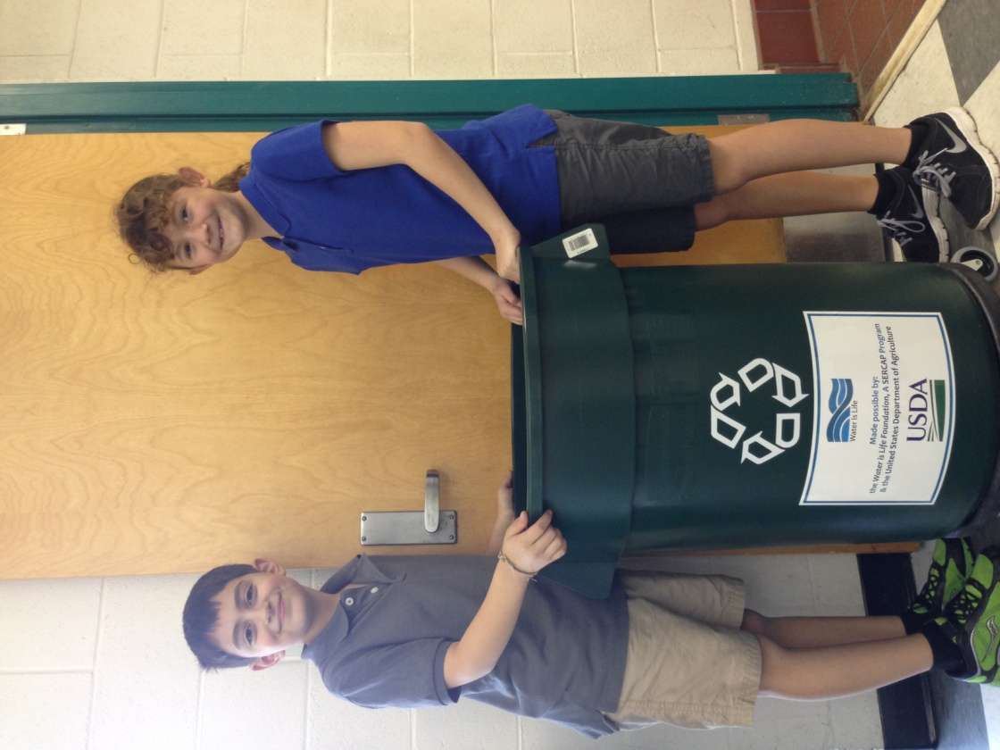 Water is Life
Made possible by:
the Water is Life Foundation, A SERCAP Program
& the United States Department of Agriculture
USDA